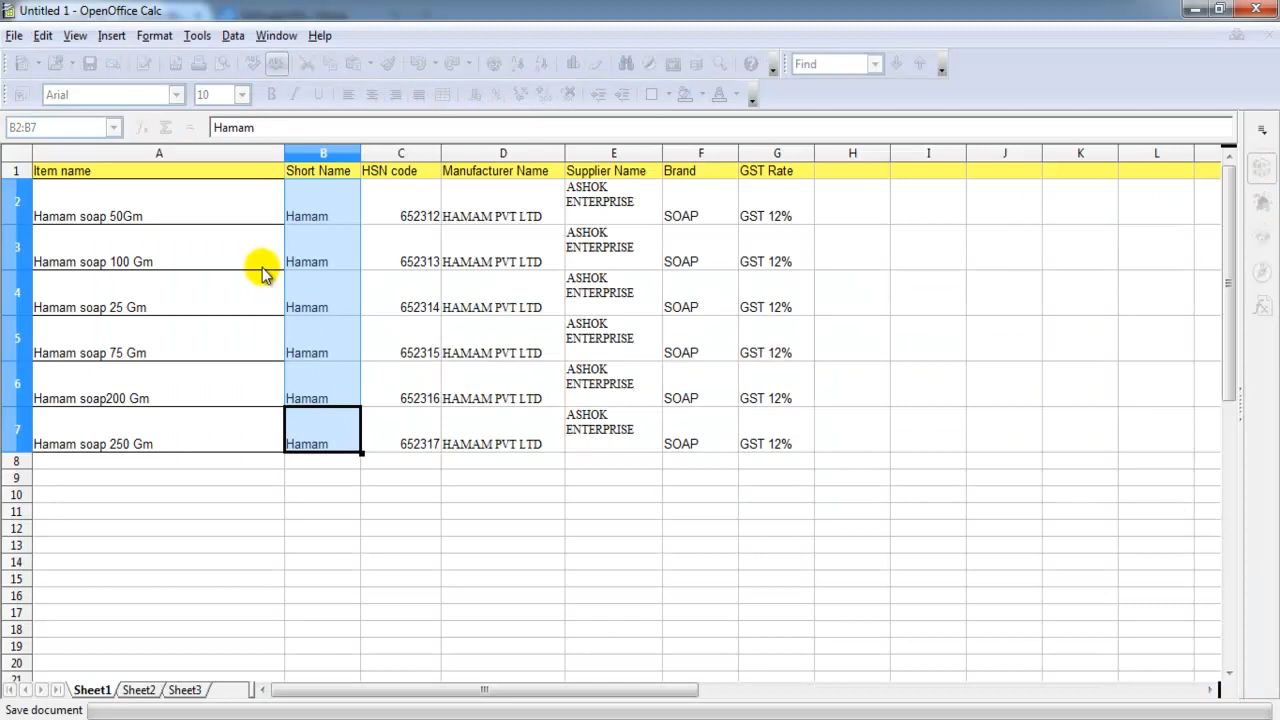 Untitled 1 - OpenOffice Calc
File Edit View Insert Format Tools Data Window Help
Find
Arial 10 B I U
B2:B7 Hamam
A B C D E F G H I J K L
1 Item name Short Name HSN code Manufacturer Name Supplier Name Brand GST Rate
ASHOK
2 Hamam soap 50Gm Hamam 652312 HAMAM PVT LTD ENTERPRISE SOAP GST 12%
ASHOK
3 Hamam soap 100 Gm Hamam 652313 HAMAM PVT LTD ENTERPRISE SOAP GST 12%
ASHOK
4 Hamam soap 25 Gm Hamam 652314 HAMAM PVT LTD ENTERPRISE SOAP GST 12%
ASHOK
5 Hamam soap 75 Gm Hamam 652315 HAMAM PVT LTD ENTERPRISE SOAP GST 12%
ASHOK
6 Hamam soap200 Gm Hamam 652316 HAMAM PVT LTD ENTERPRISE SOAP GST 12%
ASHOK
7 Hamam soap 250 Gm Hamam 652317 HAMAM PVT LTD ENTERPRISE SOAP GST 12%
8
9
10
11
12
13
14
15
16
17
18
19
20
21
Sheet1 Sheet2 Sheet3
Save document